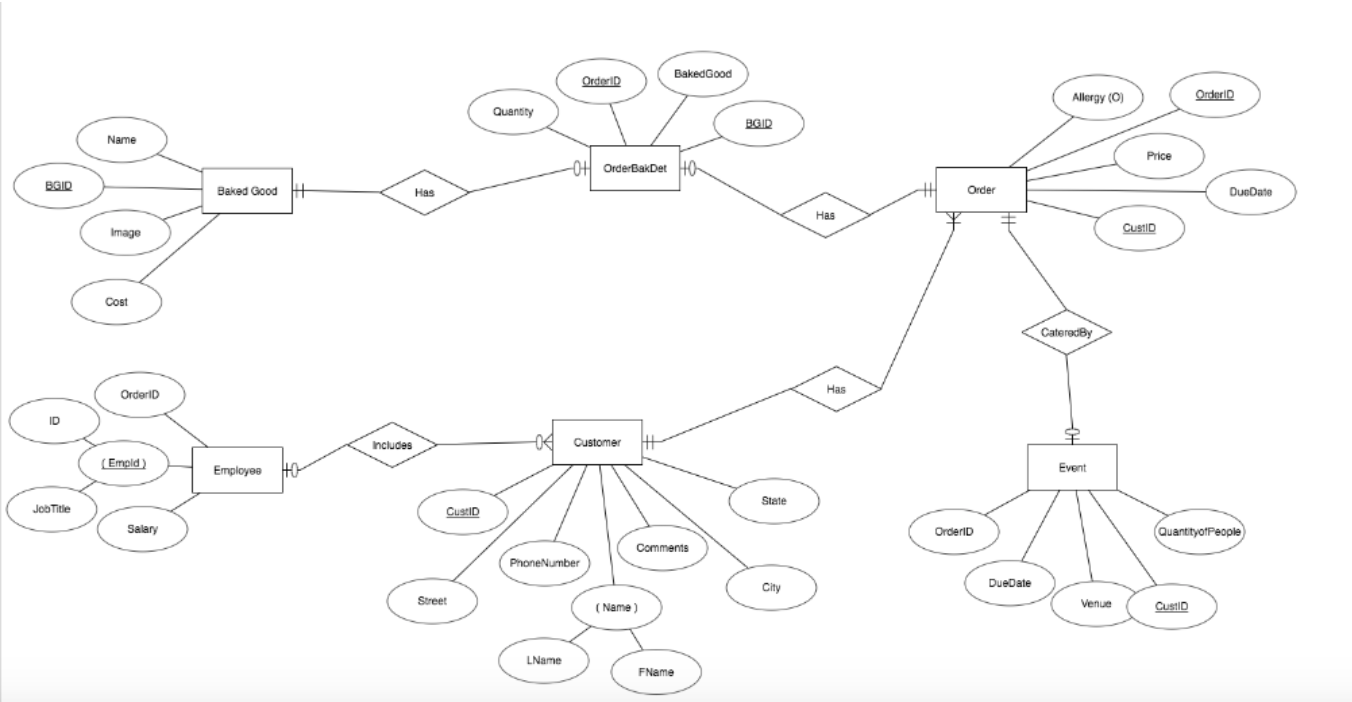 OrderID
BakedGood
Quantity
BGID
Allergy (O)
OrderID
Name
Price
BGID
Baked Good
Has
OrderBakDet
Has
Order
DueDate
Image
CustID
Cost
CateredBy
Has
OrderID
ID
( EmpId )
Employee
Includes
Customer
JobTitle
Salary
Event
CustID
State
PhoneNumber
Comments
Street
City
( Name )
LName
FName
OrderID
QuantityofPeople
DueDate
Venue
CustID